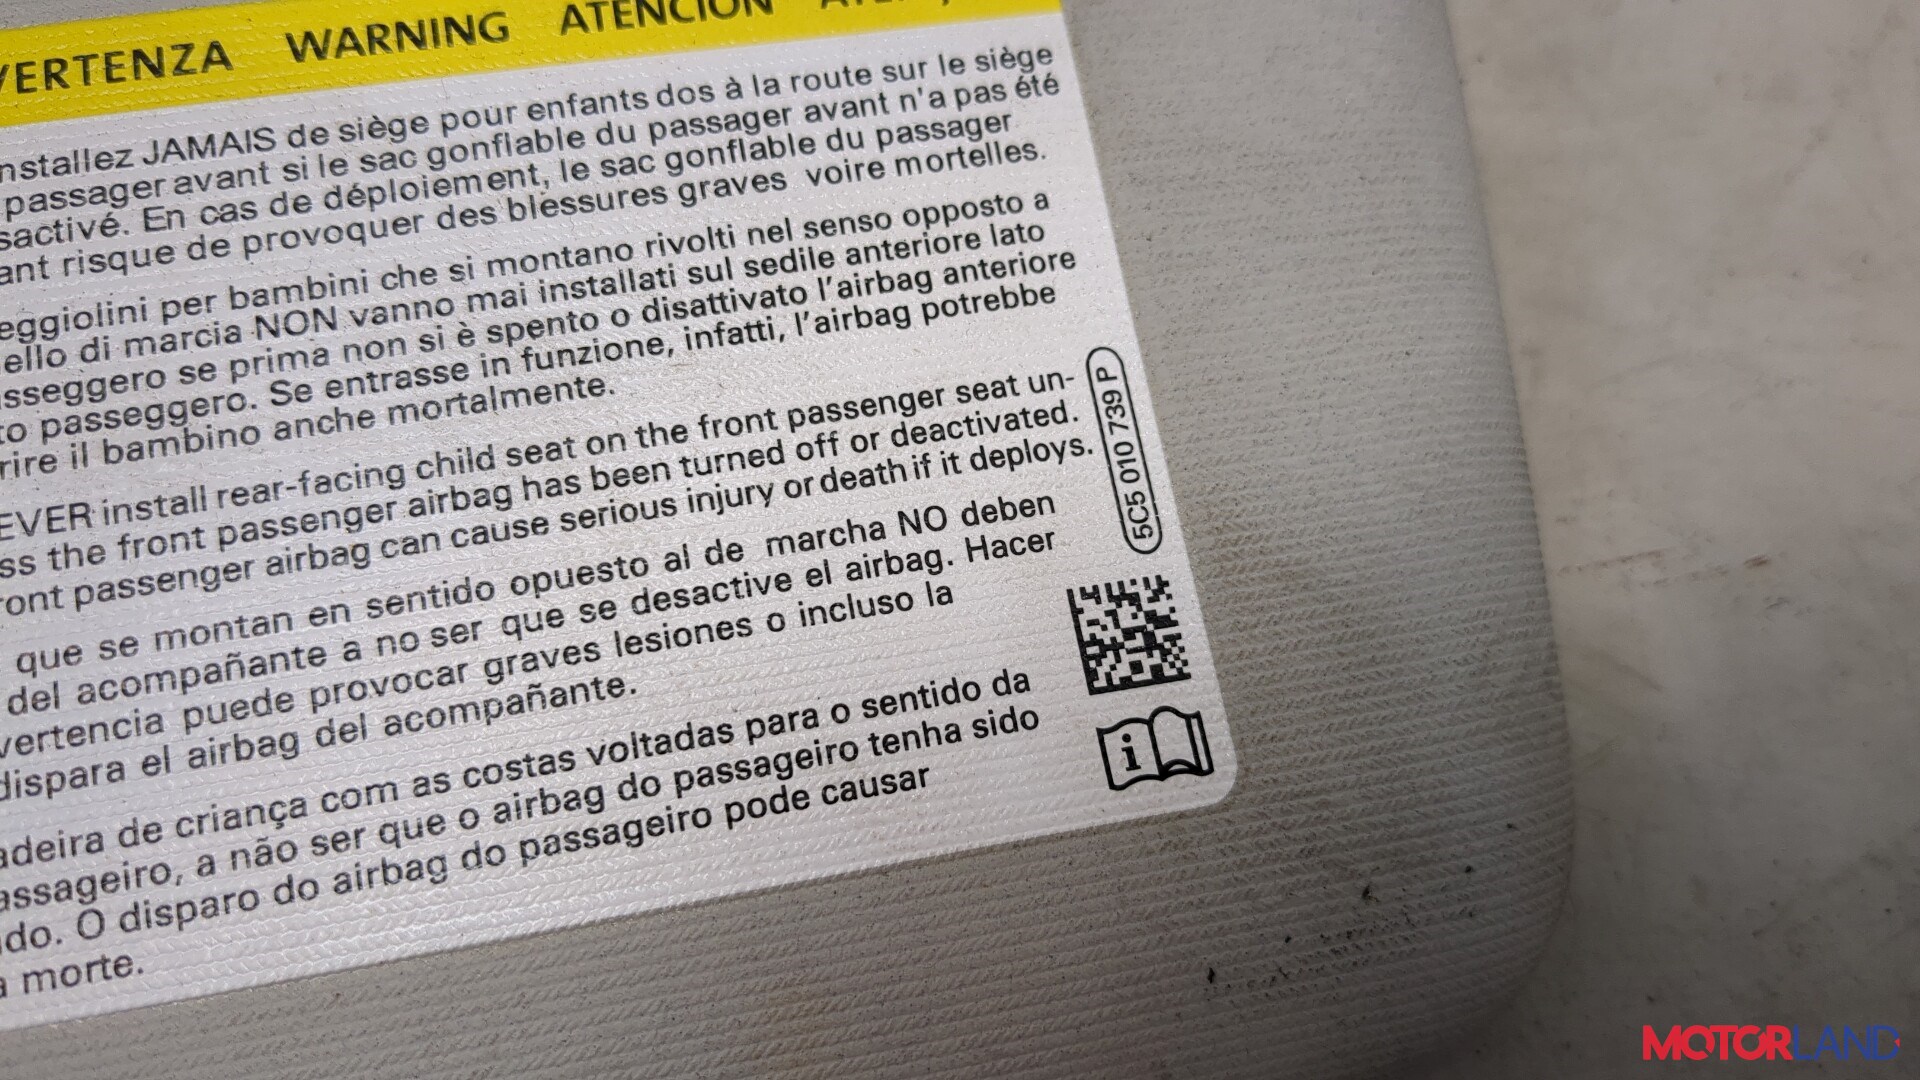 VERTENZA WARNING ATENCIÓN
nstallez JAMAIS de siège pour enfants dos à la route sur le siège
passager avant si le sac gonflable du passager avant n'a pas été
sactivé. En cas de déploiement, le sac gonflable du passager
ant risque de provoquer des blessures graves voire mortelles.
eggiolini per bambini che si montano rivolti nel senso opposto a
ello di marcia NON vanno mai installati sul sedile anteriore lato
sseggero se prima non si è spento o disattivato l'airbag anteriore
to passeggero. Se entrasse in funzione, infatti, l'airbag potrebbe
rire il bambino anche mortalmente.
EVER install rear-facing child seat on the front passenger seat un-
ss the front passenger airbag has been turned off or deactivated.
ront passenger airbag can cause serious injury or death if it deploys.
que se montan en sentido opuesto al de marcha NO deben
del acompañante a no ser que se desactive el airbag. Hacer
vertencia puede provocar graves lesiones o incluso la
dispara el airbag del acompañante.
adeira de criança com as costas voltadas para o sentido da
assageiro, a não ser que o airbag do passageiro tenha sido
do. O disparo do airbag do passageiro pode causar
a morte.
5C5 010 739 P
i
MOTORLAND